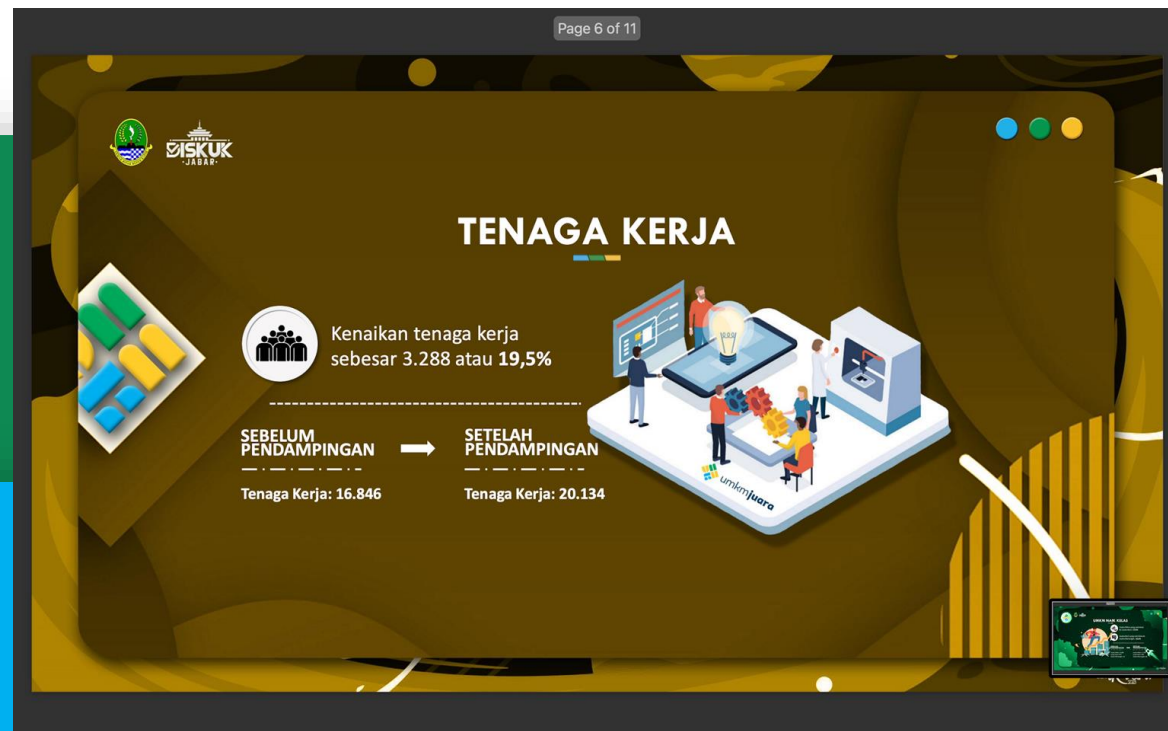 Page 6 of 11
DISKUK
·JABAR·
TENAGA KERJA
Kenaikan tenaga kerja
sebesar 3.288 atau 19,5%
SEBELUM
PENDAMPINGAN
Tenaga Kerja: 16.846
SETELAH
PENDAMPINGAN
Tenaga Kerja: 20.134
umkmjuara
UMKM NAIK KELAS